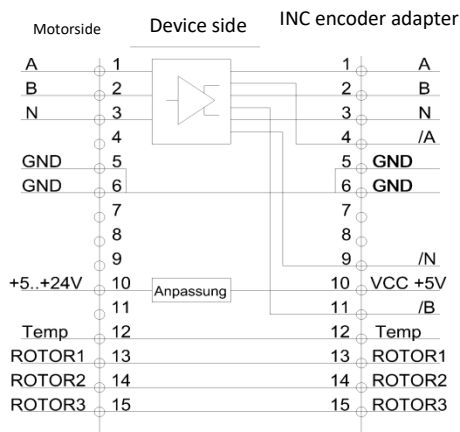 Motorside Device side INC encoder adapter
A 1 1 A
B 2 2 B
N 3 3 N
4 4 /A
GND 5 5 GND
GND 6 6 GND
7 7
8 8
9 9 /N
+5..+24V 10 Anpassung 10 VCC +5V
11 11 /B
Temp 12 12 Temp
ROTOR1 13 13 ROTOR1
ROTOR2 14 14 ROTOR2
ROTOR3 15 15 ROTOR3